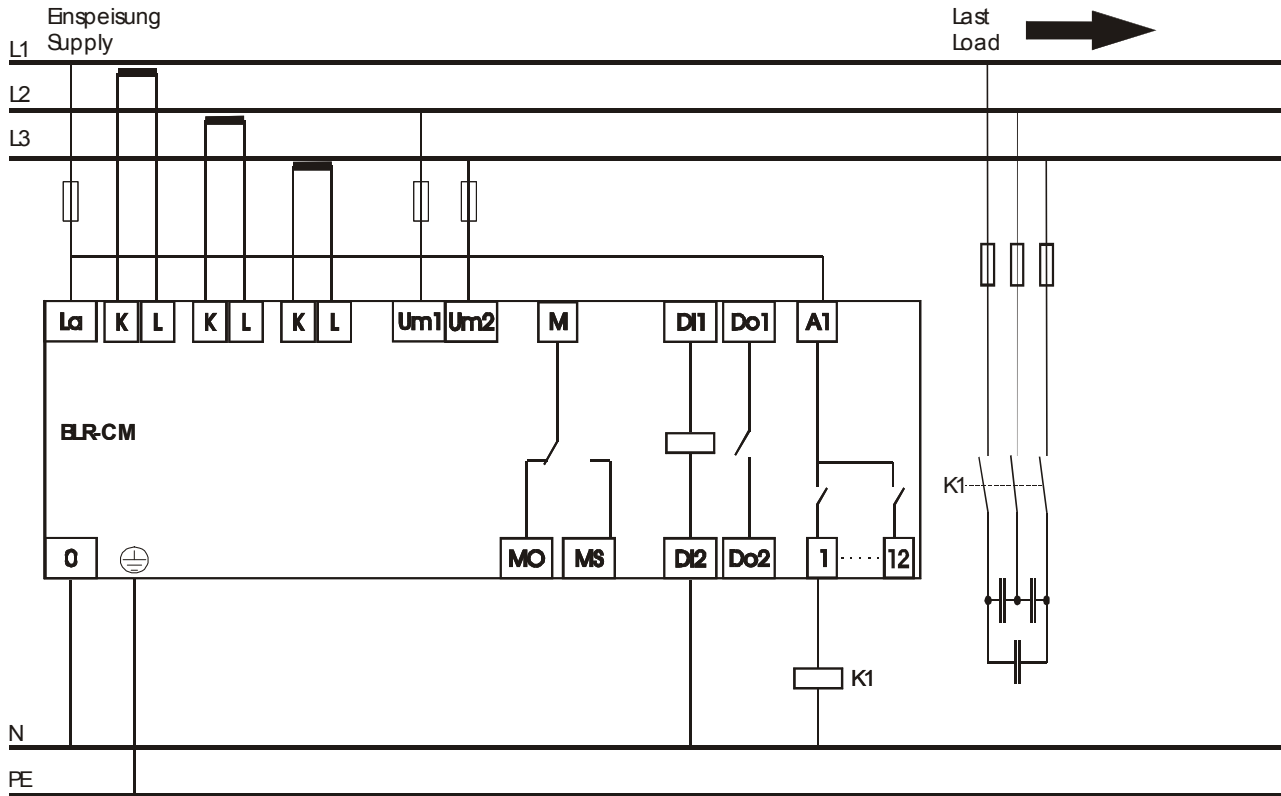 Einspeisung
Supply
Last
Load
L1
L2
L3
La K L K L K L Um1 Um2 M DI1 Do1 A1
BLR-CM
K1
0 MO MS DI2 Do2 1 ..... 12
K1
N
PE